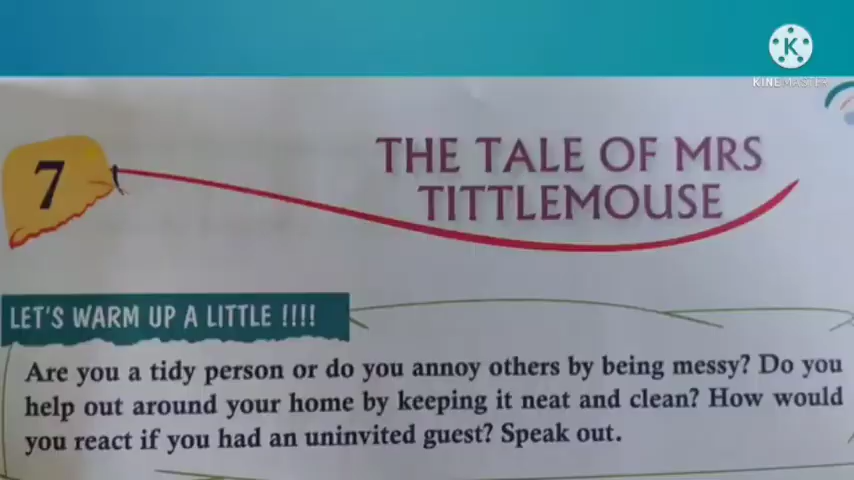 KINEMASTER
7
THE TALE OF MRS
TITTLEMOUSE
LET'S WARM UP A LITTLE !!!!
Are you a tidy person or do you annoy others by being messy? Do you
help out around your home by keeping it neat and clean? How would
you react if you had an uninvited guest? Speak out.